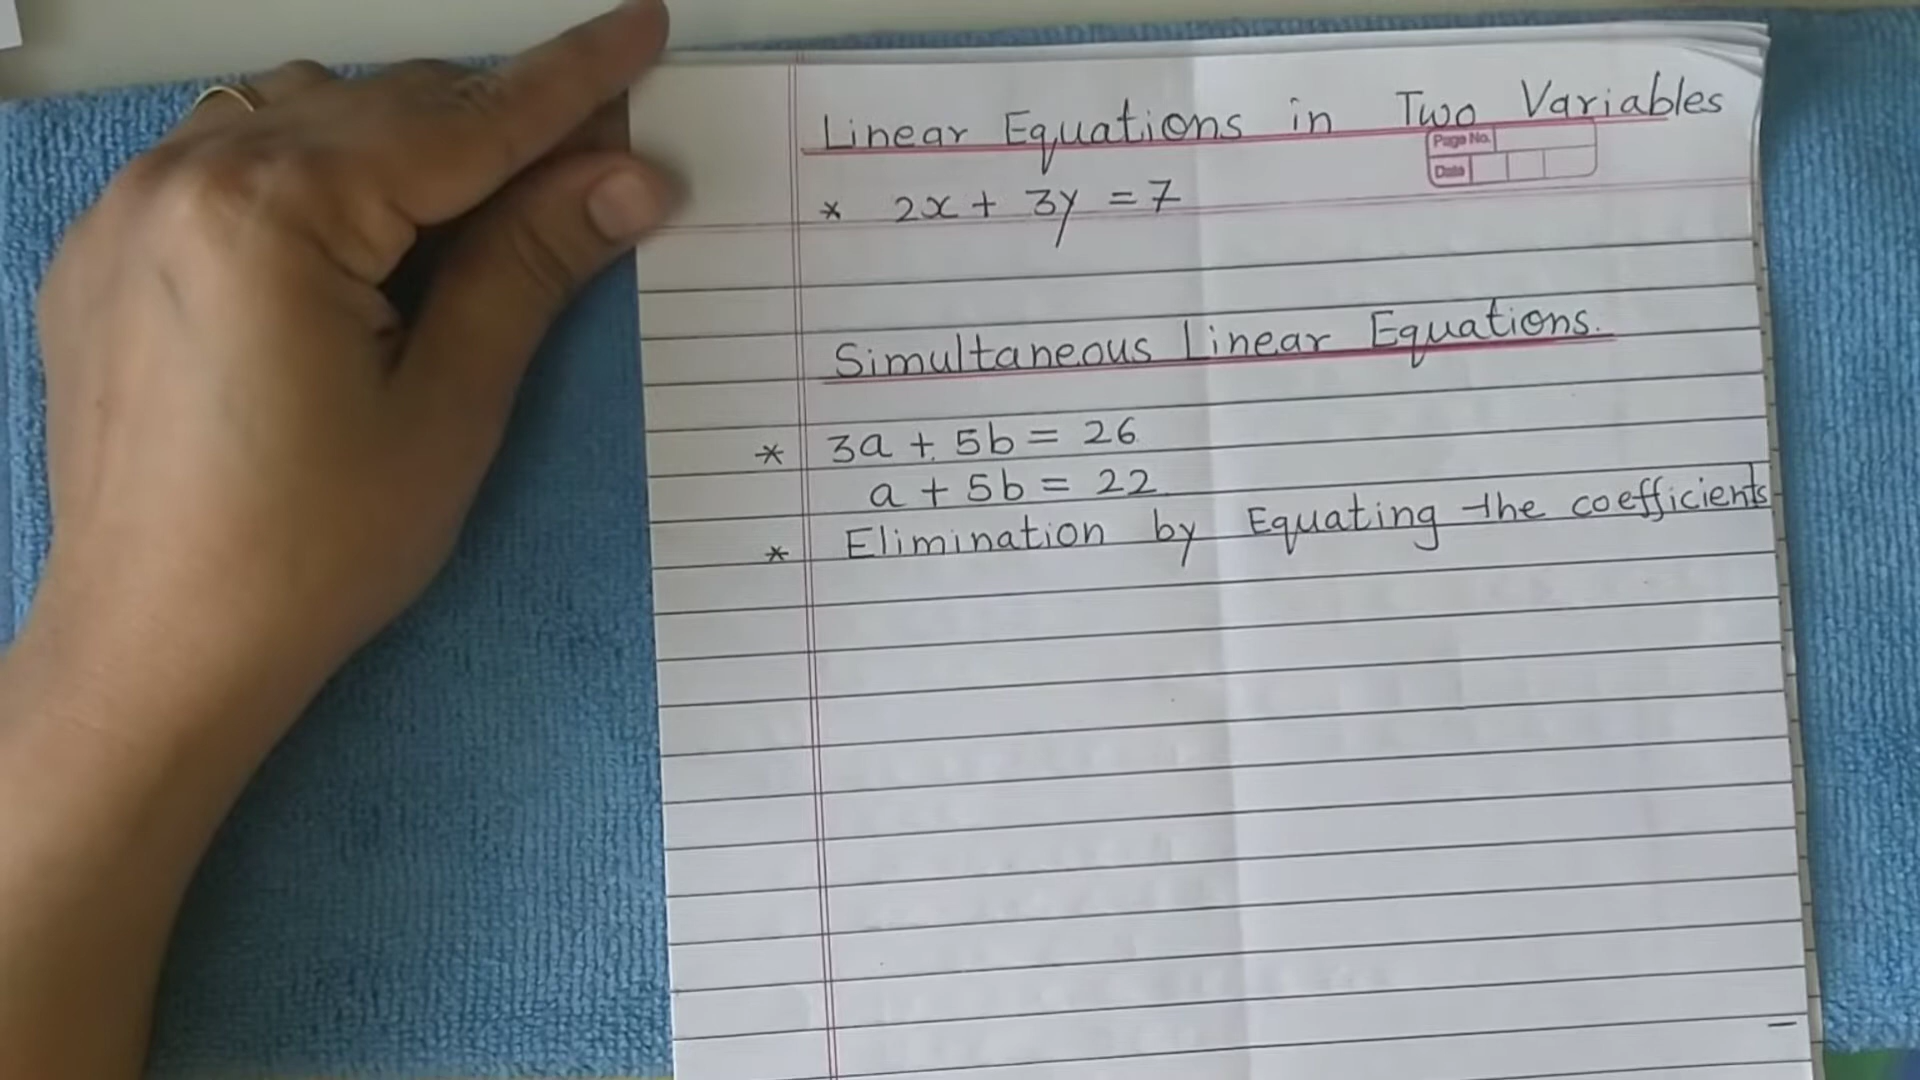 Linear Equations in Two Variables
Page No.
Date
* 2x + 3y = 7
Simultaneous Linear Equations.
* 3a + 5b = 26
a + 5b = 22
* Elimination by Equating the coefficients